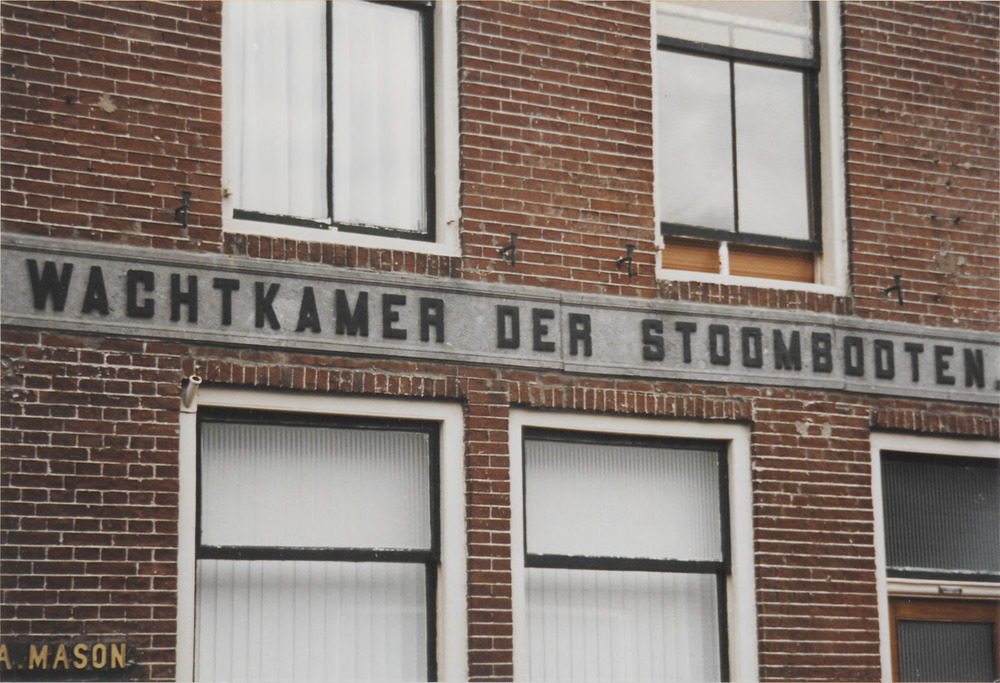 WACHTKAMER DER STOOMBOOTEN.
A. MASON